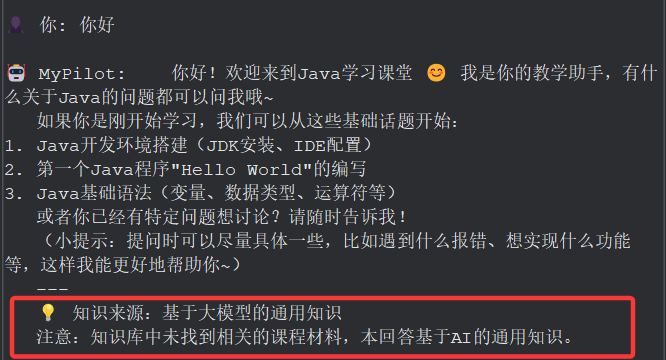 你: 你好
MyPilot: 你好！欢迎来到Java学习课堂 😊 我是你的教学助手，有什
么关于Java的问题都可以问我哦~
如果你是刚开始学习，我们可以从这些基础话题开始：
1. Java开发环境搭建（JDK安装、IDE配置）
2. 第一个Java程序"Hello World"的编写
3. Java基础语法（变量、数据类型、运算符等）
或者你已经有特定问题想讨论？请随时告诉我！
（小提示：提问时可以尽量具体一些，比如遇到什么报错、想实现什么功能
等，这样我能更好地帮助你~）
---
💡 知识来源：基于大模型的通用知识
注意：知识库中未找到相关的课程材料，本回答基于AI的通用知识。